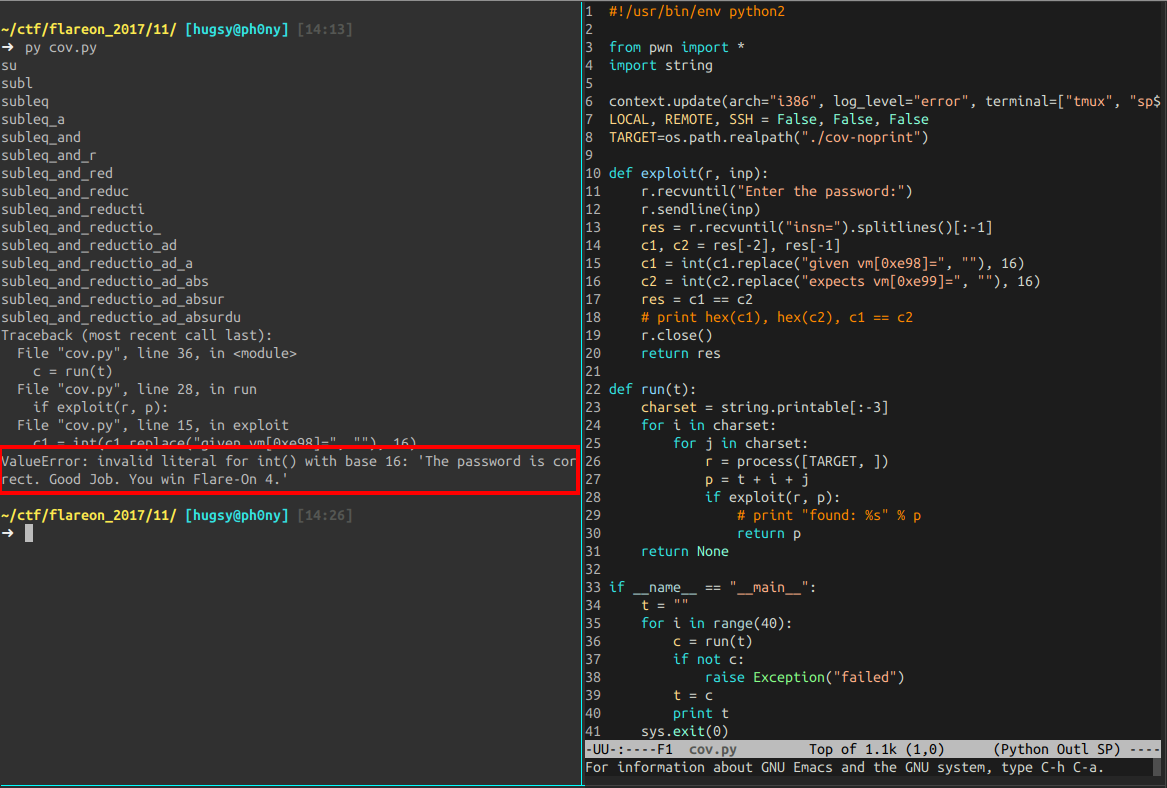 ~/ctf/flareon_2017/11/ [hugsy@ph0ny] [14:13]
➜ py cov.py
su
subl
subleq
subleq_a
subleq_and
subleq_and_r
subleq_and_red
subleq_and_reduc
subleq_and_reducti
subleq_and_reductio_
subleq_and_reductio_ad
subleq_and_reductio_ad_a
subleq_and_reductio_ad_abs
subleq_and_reductio_ad_absur
subleq_and_reductio_ad_absurdu
Traceback (most recent call last):
  File "cov.py", line 36, in <module>
    c = run(t)
  File "cov.py", line 28, in run
    if exploit(r, p):
  File "cov.py", line 15, in exploit
    c1 = int(c1.replace("given vm[0xe98]=", ""), 16)
ValueError: invalid literal for int() with base 16: 'The password is cor
rect. Good Job. You win Flare-On 4.'
~/ctf/flareon_2017/11/ [hugsy@ph0ny] [14:26]
➜
1 #!/usr/bin/env python2
2
3 from pwn import *
4 import string
5
6 context.update(arch="i386", log_level="error", terminal=["tmux", "sp$
7 LOCAL, REMOTE, SSH = False, False, False
8 TARGET=os.path.realpath("./cov-noprint")
9
10 def exploit(r, inp):
11     r.recvuntil("Enter the password:")
12     r.sendline(inp)
13     res = r.recvuntil("insn=").splitlines()[:-1]
14     c1, c2 = res[-2], res[-1]
15     c1 = int(c1.replace("given vm[0xe98]=", ""), 16)
16     c2 = int(c2.replace("expects vm[0xe99]=", ""), 16)
17     res = c1 == c2
18     # print hex(c1), hex(c2), c1 == c2
19     r.close()
20     return res
21
22 def run(t):
23     charset = string.printable[:-3]
24     for i in charset:
25         for j in charset:
26             r = process([TARGET, ])
27             p = t + i + j
28             if exploit(r, p):
29                 # print "found: %s" % p
30                 return p
31     return None
32
33 if __name__ == "__main__":
34     t = ""
35     for i in range(40):
36         c = run(t)
37         if not c:
38             raise Exception("failed")
39         t = c
40         print t
41     sys.exit(0)
-UU-:----F1  cov.py         Top of 1.1k (1,0)      (Python Outl SP) ----
For information about GNU Emacs and the GNU system, type C-h C-a.